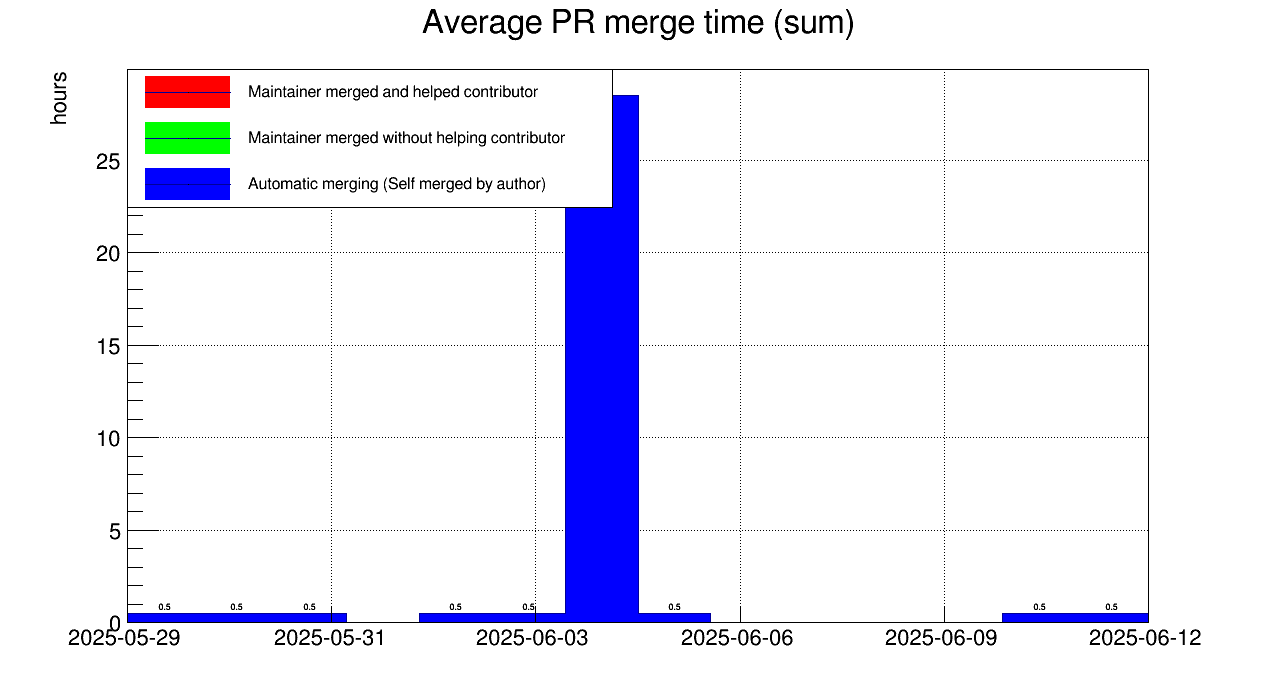 Average PR merge time (sum)
hours
Maintainer merged and helped contributor
Maintainer merged without helping contributor
Automatic merging (Self merged by author)
25
20
15
10
5
0
0.5 0.5 0.5 0.5 0.5 0.5 0.5 0.5
2025-05-29 2025-05-31 2025-06-03 2025-06-06 2025-06-09 2025-06-12